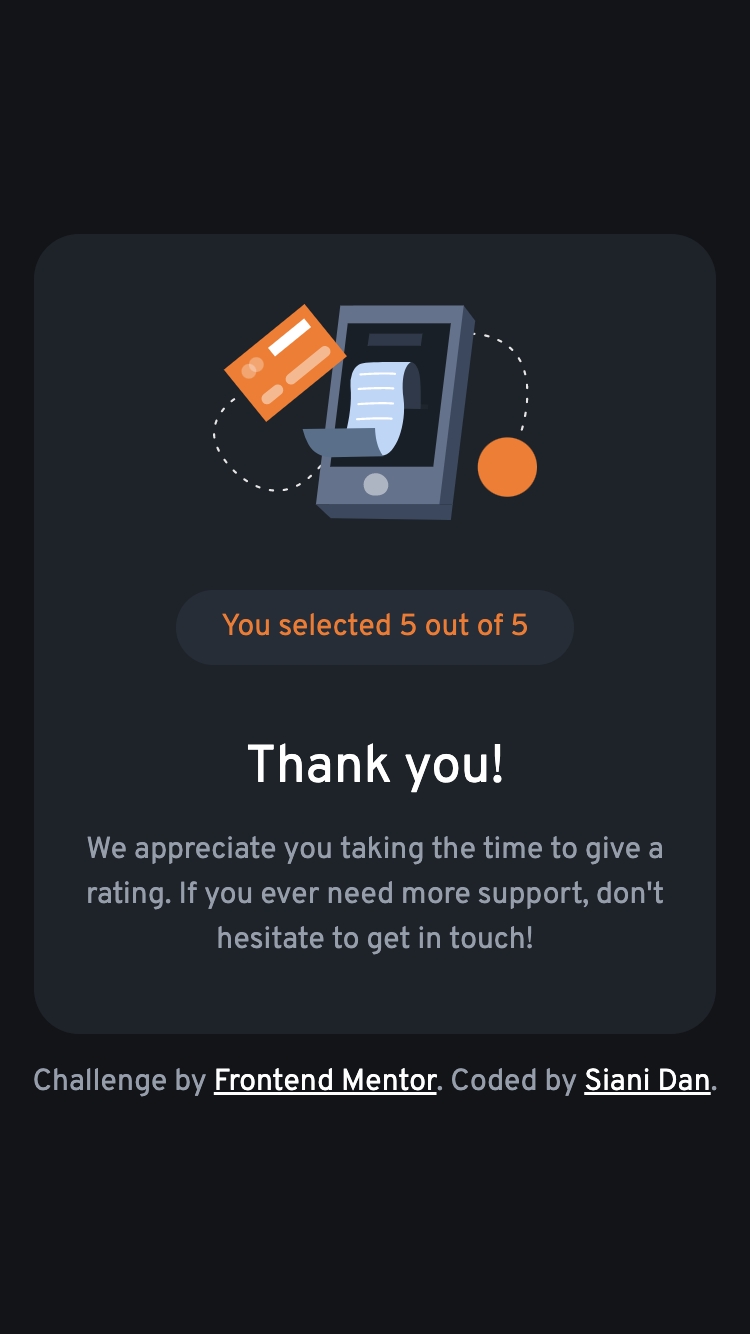 You selected 5 out of 5
Thank you!
We appreciate you taking the time to give a
rating. If you ever need more support, don't
hesitate to get in touch!
Challenge by Frontend Mentor. Coded by Siani Dan.